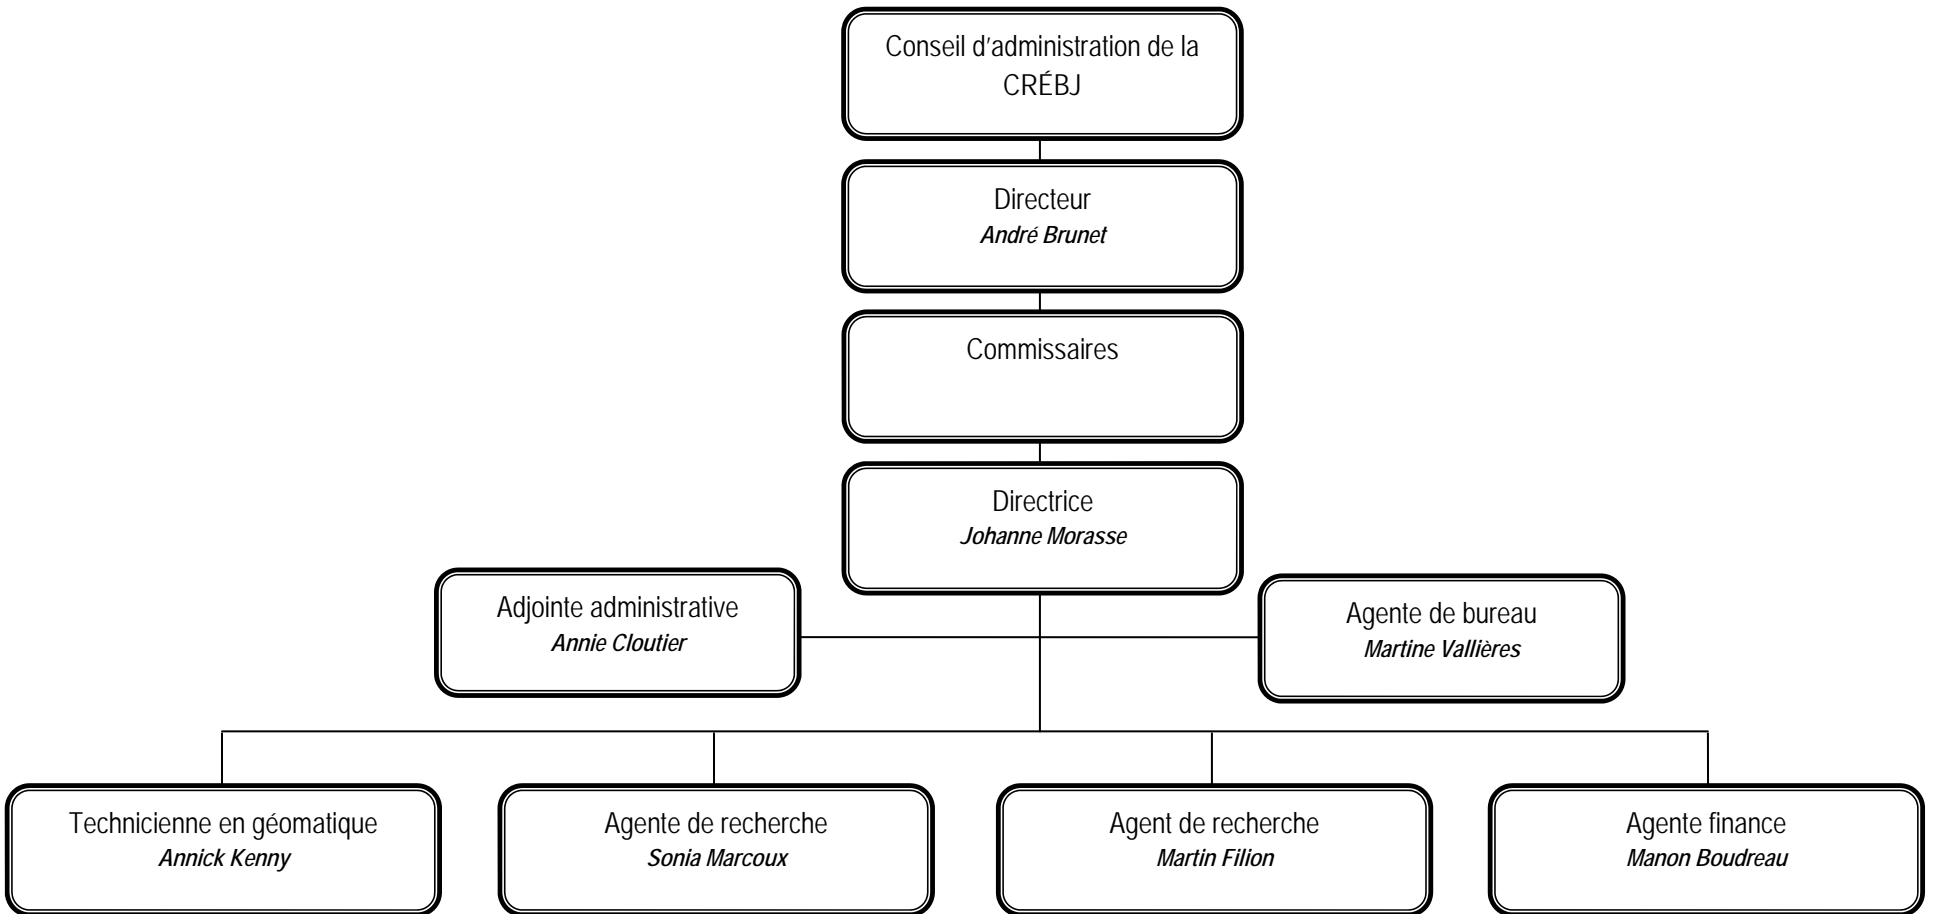 Conseil d'administration de la
CRÉBJ
Directeur
André Brunet
Commissaires
Directrice
Johanne Morasse
Adjointe administrative
Annie Cloutier
Agente de bureau
Martine Vallières
Technicienne en géomatique
Annick Kenny
Agente de recherche
Sonia Marcoux
Agent de recherche
Martin Filion
Agente finance
Manon Boudreau